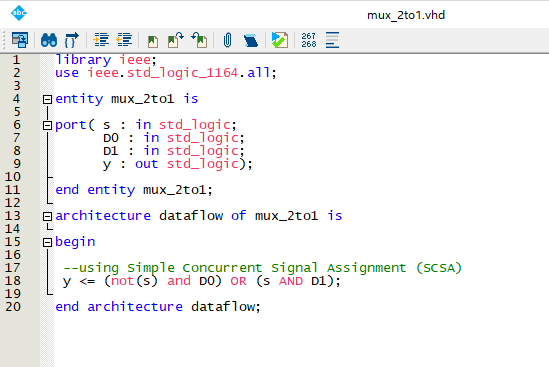 abc
mux_2to1.vhd
267
268
1 library ieee;
2 use ieee.std_logic_1164.all;
3
4 entity mux_2to1 is
5
6 port( s : in std_logic;
7 D0 : in std_logic;
8 D1 : in std_logic;
9 y : out std_logic);
10
11 end entity mux_2to1;
12
13 architecture dataflow of mux_2to1 is
14
15 begin
16
17 --using Simple Concurrent Signal Assignment (SCSA)
18 y <= (not(s) and D0) OR (s AND D1);
19
20 end architecture dataflow;